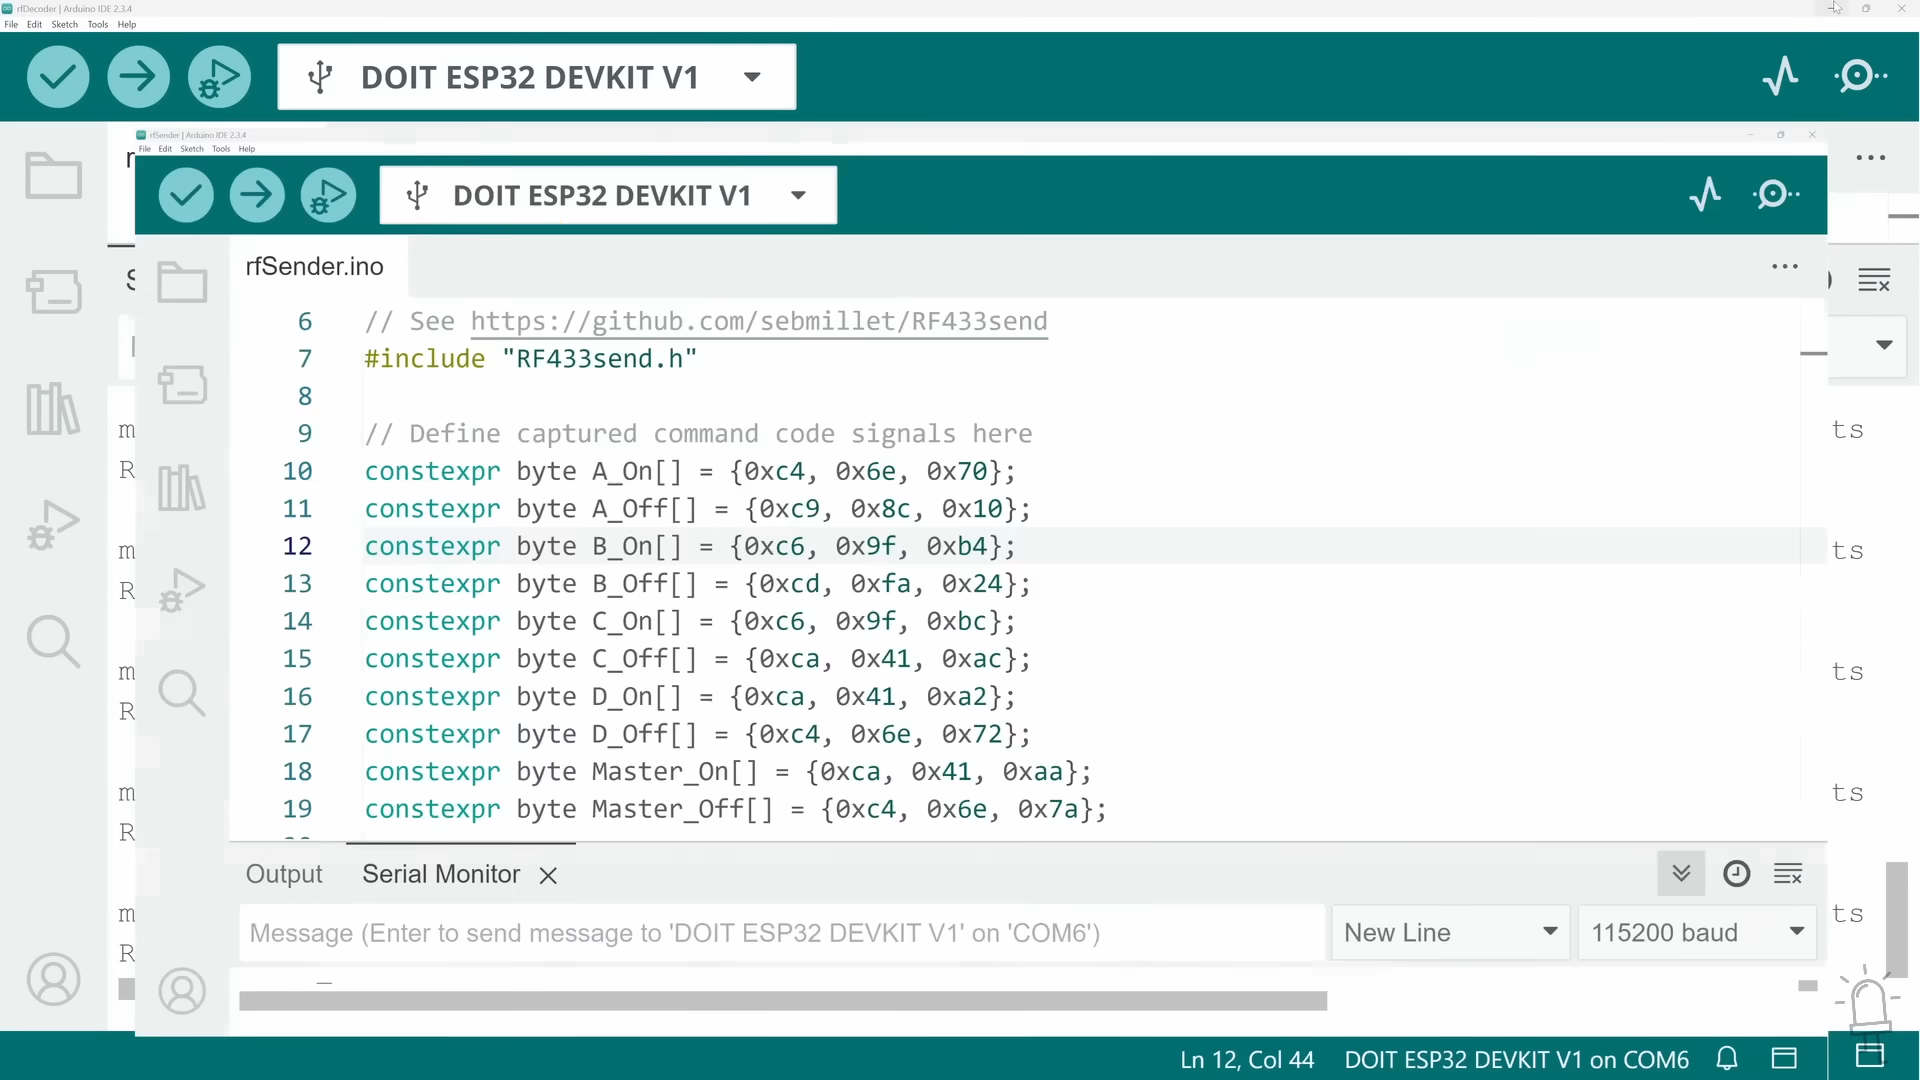 rfDecoder | Arduino IDE 2.3.4
File Edit Sketch Tools Help
DOIT ESP32 DEVKIT V1
rfSender | Arduino IDE 2.3.4
File Edit Sketch Tools Help
DOIT ESP32 DEVKIT V1
rfSender.ino
6 // See https://github.com/sebmillet/RF433send
7 #include "RF433send.h"
8
9 // Define captured command code signals here
10 constexpr byte A_On[] = {0xc4, 0x6e, 0x70};
11 constexpr byte A_Off[] = {0xc9, 0x8c, 0x10};
12 constexpr byte B_On[] = {0xc6, 0x9f, 0xb4};
13 constexpr byte B_Off[] = {0xcd, 0xfa, 0x24};
14 constexpr byte C_On[] = {0xc6, 0x9f, 0xbc};
15 constexpr byte C_Off[] = {0xca, 0x41, 0xac};
16 constexpr byte D_On[] = {0xca, 0x41, 0xa2};
17 constexpr byte D_Off[] = {0xc4, 0x6e, 0x72};
18 constexpr byte Master_On[] = {0xca, 0x41, 0xaa};
19 constexpr byte Master_Off[] = {0xc4, 0x6e, 0x7a};
Output Serial Monitor
Message (Enter to send message to 'DOIT ESP32 DEVKIT V1' on 'COM6')
New Line
115200 baud
m ts
R
m ts
R
m ts
R
m ts
R
m ts
R
Ln 12, Col 44 DOIT ESP32 DEVKIT V1 on COM6